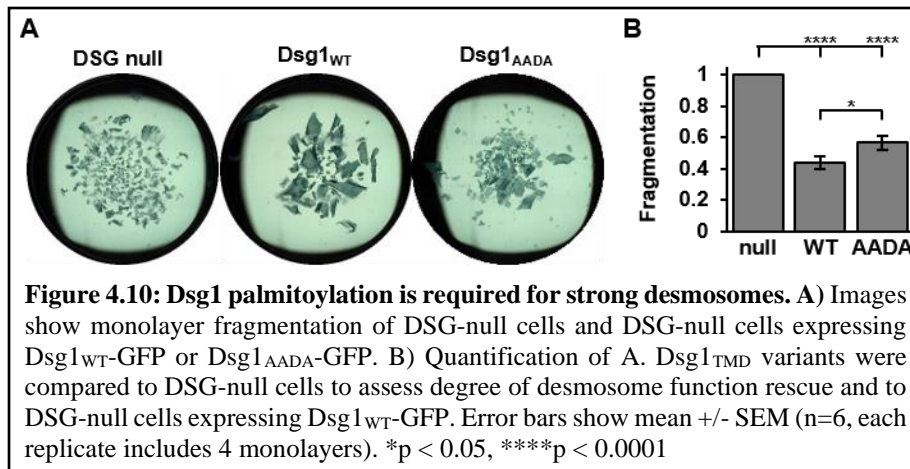 A
DSG null
Dsg1WT
Dsg1AADA
B
**** ****
*
Fragmentation
1
0.8
0.6
0.4
0.2
0
null WT AADA
Figure 4.10: Dsg1 palmitoylation is required for strong desmosomes. A) Images
show monolayer fragmentation of DSG-null cells and DSG-null cells expressing
Dsg1WT-GFP or Dsg1AADA-GFP. B) Quantification of A. Dsg1TMD variants were
compared to DSG-null cells to assess degree of desmosome function rescue and to
DSG-null cells expressing Dsg1WT-GFP. Error bars show mean +/- SEM (n=6, each
replicate includes 4 monolayers). *p < 0.05, ****p < 0.0001